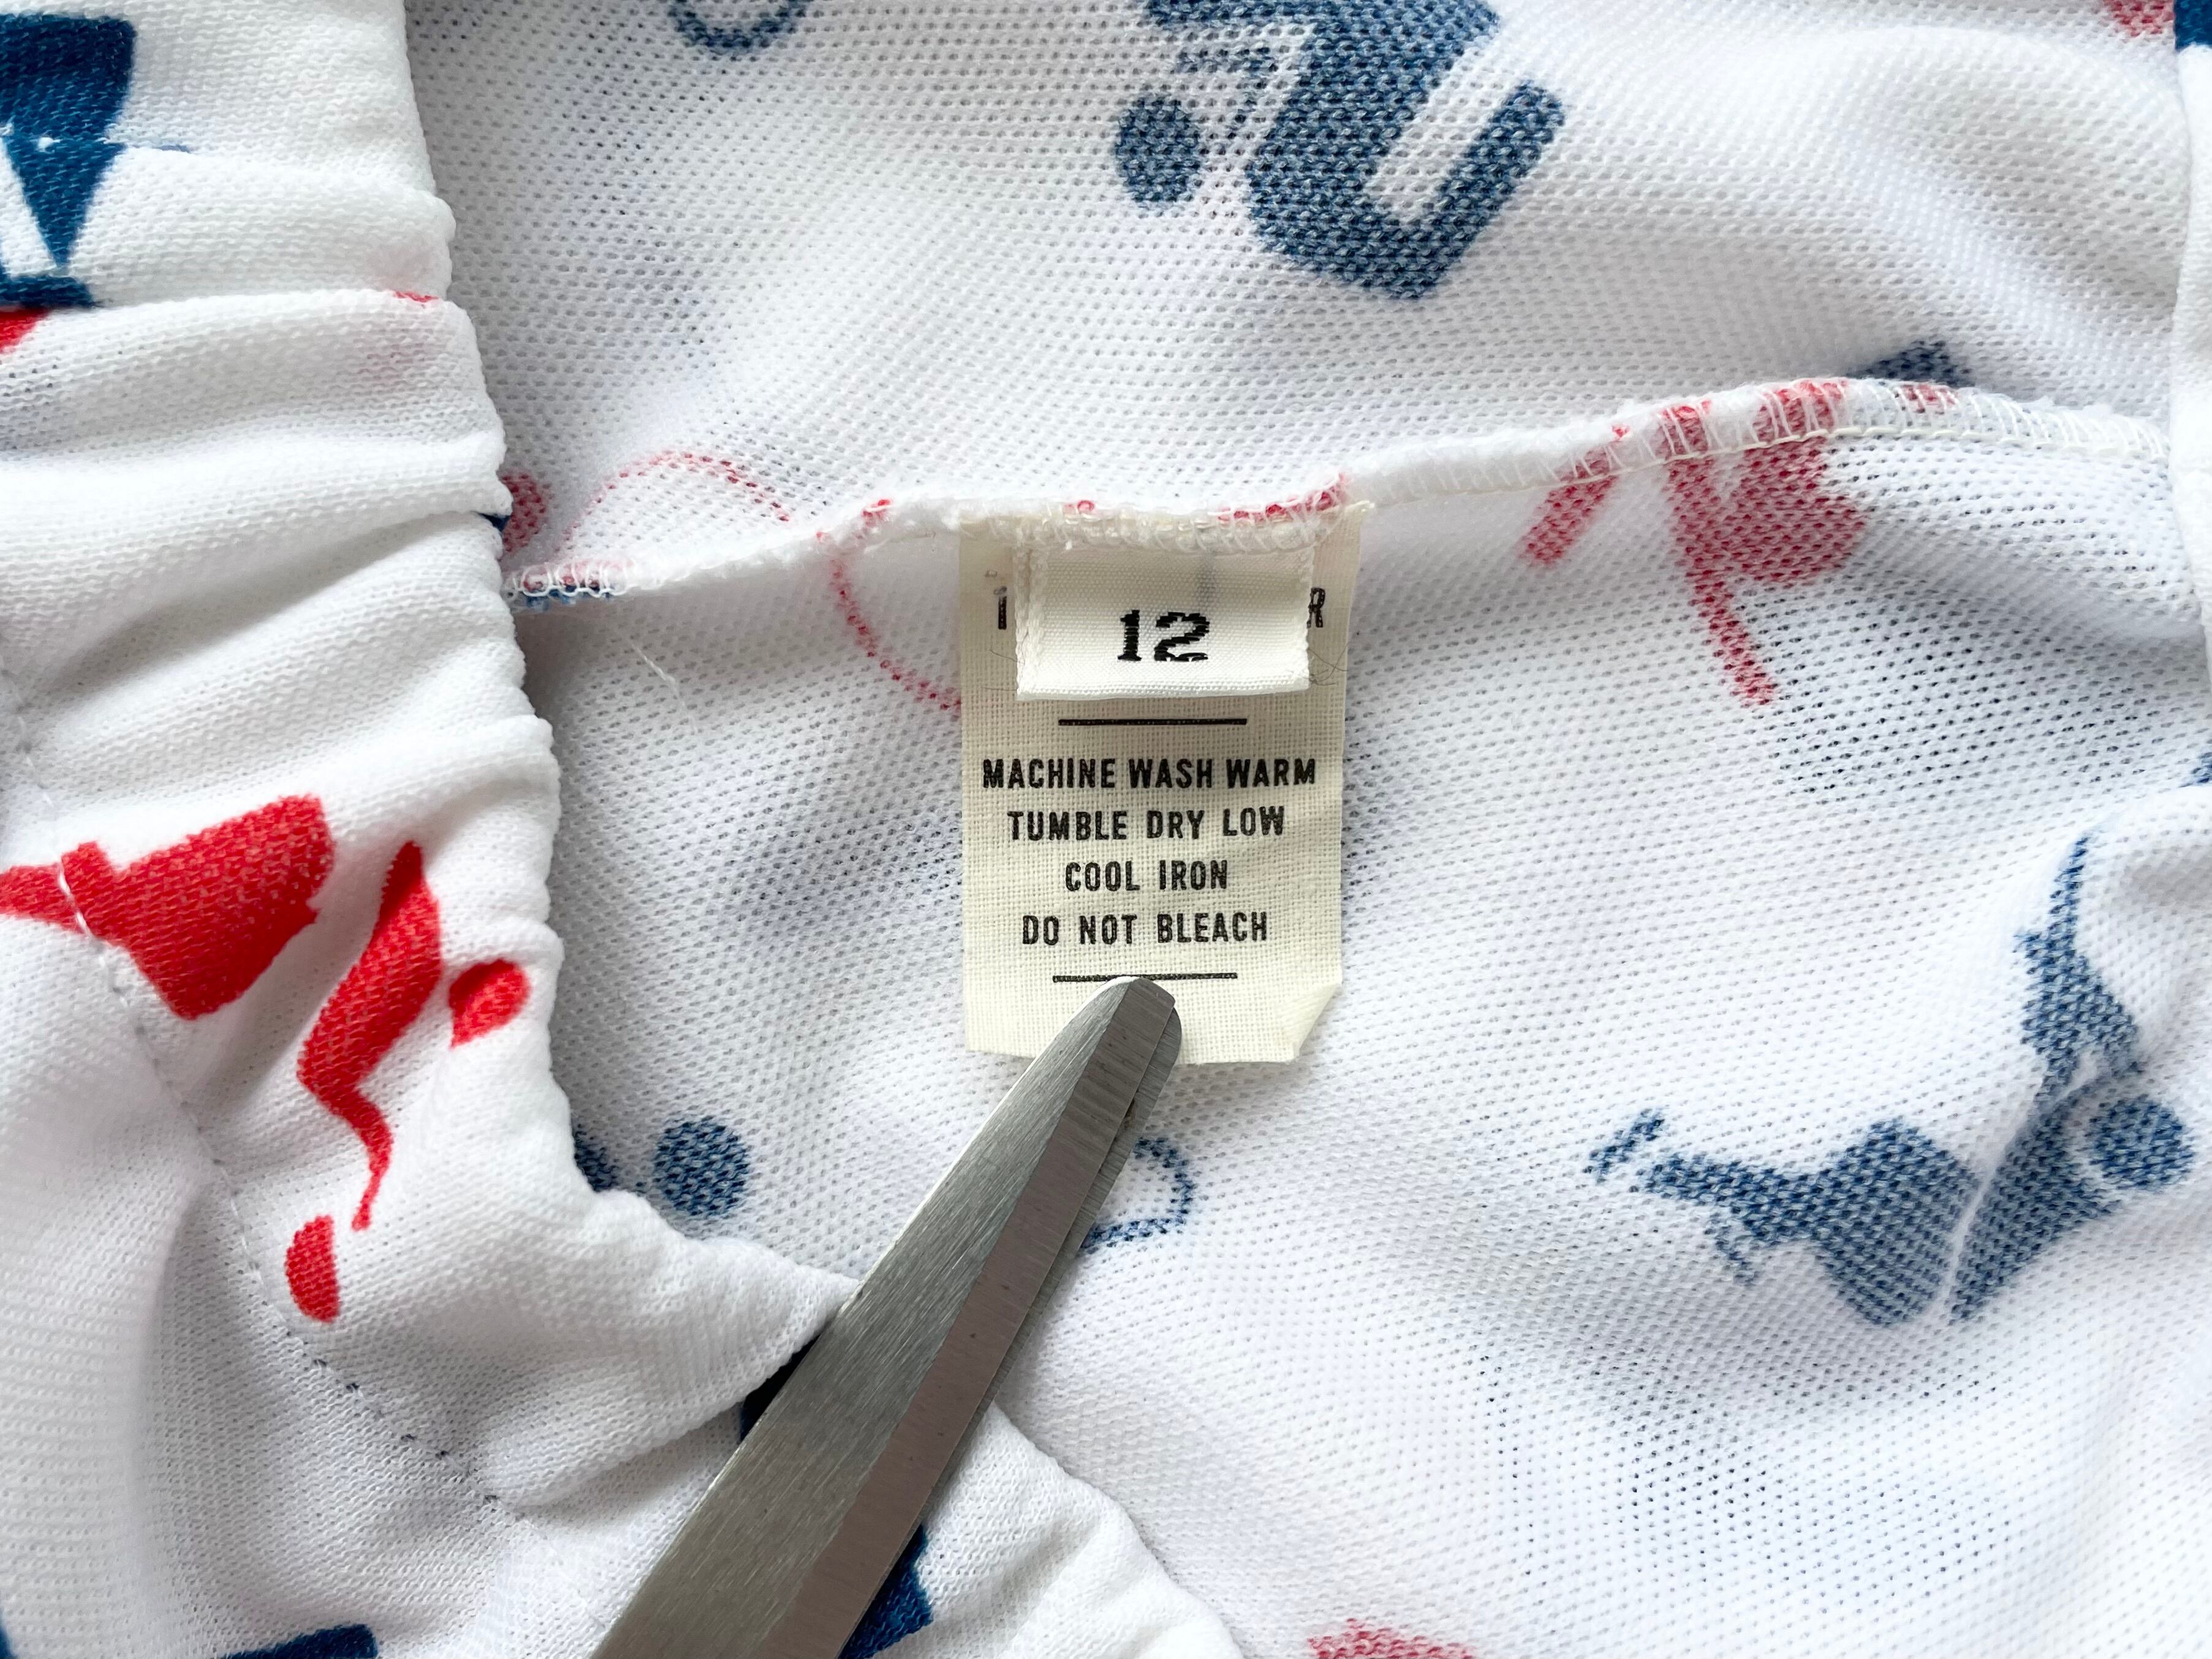 12
MACHINE WASH WARM
TUMBLE DRY LOW
COOL IRON
DO NOT BLEACH